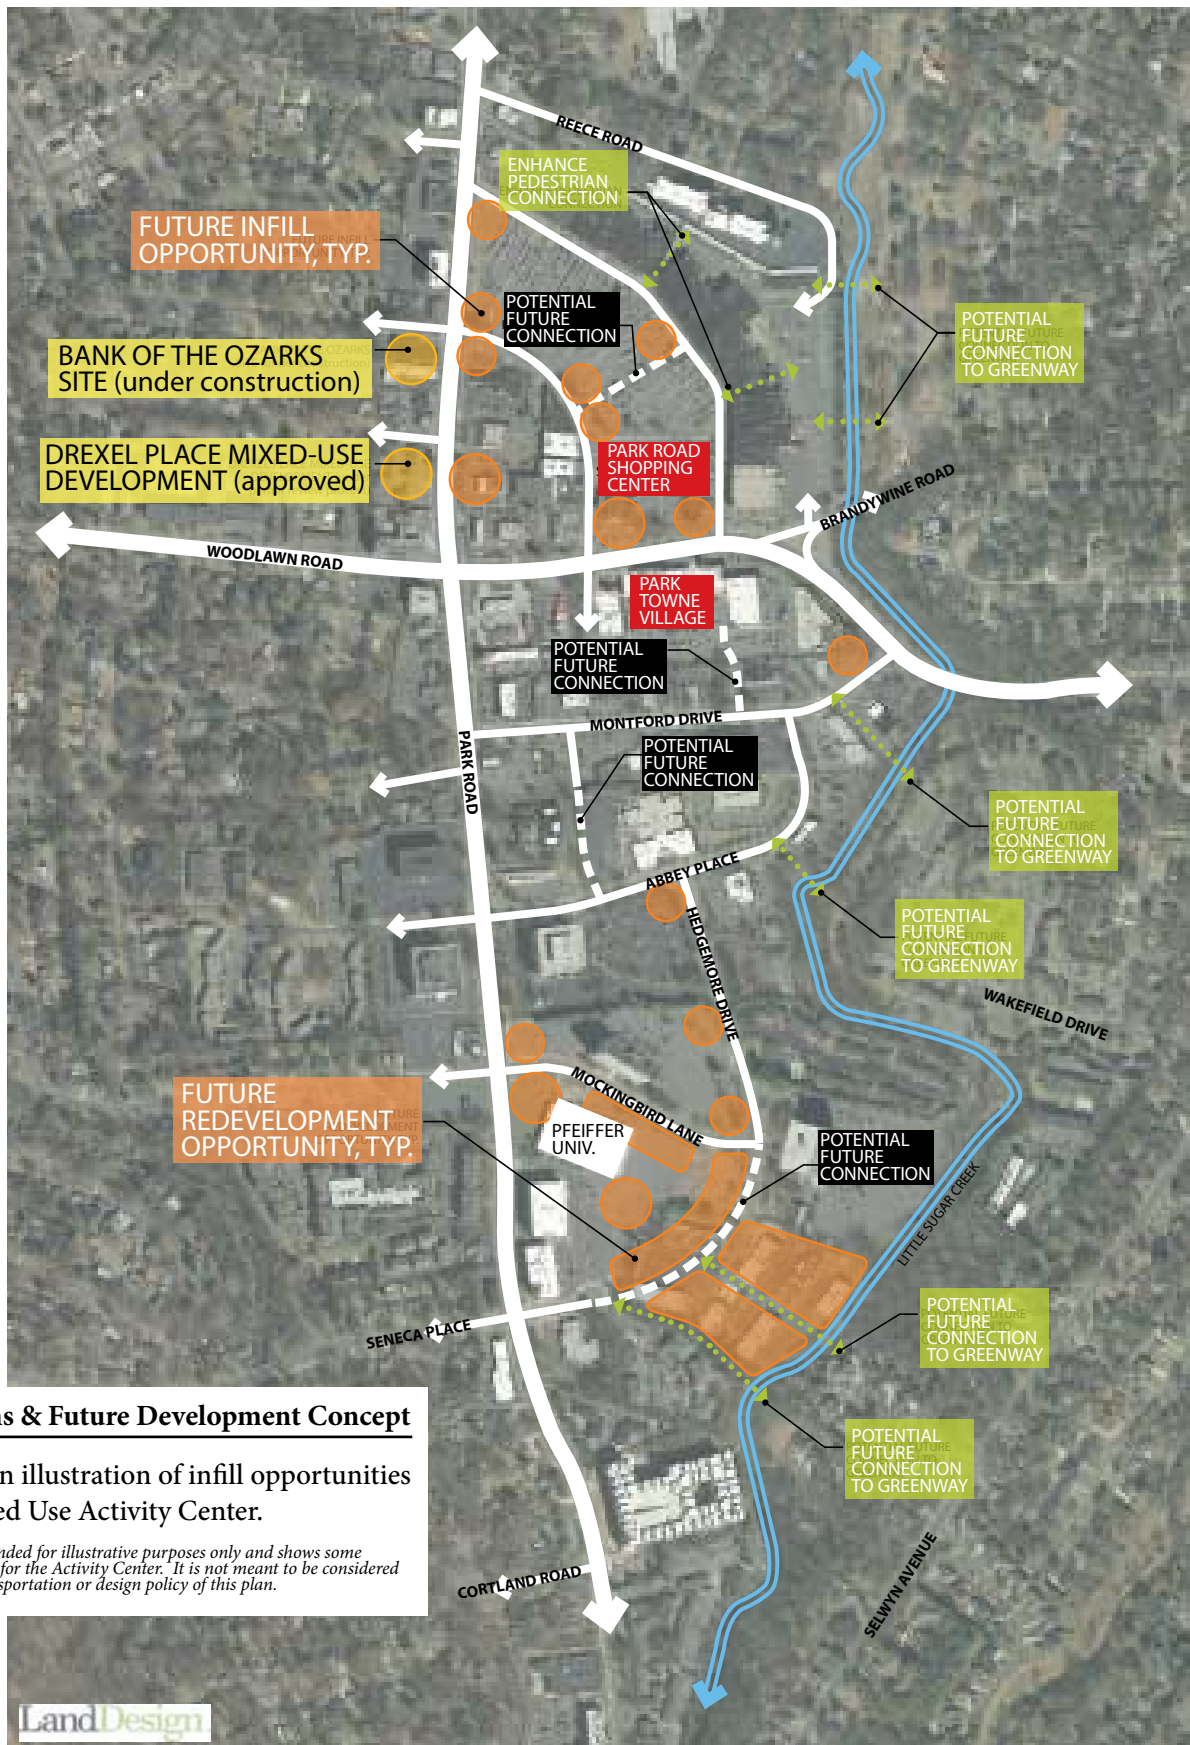 REECE ROAD
ENHANCE
PEDESTRIAN
CONNECTION
FUTURE INFILL
OPPORTUNITY, TYP.
POTENTIAL
FUTURE
CONNECTION
POTENTIAL
FUTURE
CONNECTION
TO GREENWAY
BANK OF THE OZARKS
SITE (under construction)
DREXEL PLACE MIXED-USE
DEVELOPMENT (approved)
PARK ROAD
SHOPPING
CENTER
BRANDYWINE ROAD
WOODLAWN ROAD
PARK
TOWNE
VILLAGE
POTENTIAL
FUTURE
CONNECTION
MONTFORD DRIVE
PARK ROAD
POTENTIAL
FUTURE
CONNECTION
POTENTIAL
FUTURE
CONNECTION
TO GREENWAY
ABBEY PLACE
HEDGEMORE DRIVE
POTENTIAL
FUTURE
CONNECTION
TO GREENWAY
WAKEFIELD DRIVE
MOCKINGBIRD LANE
FUTURE
REDEVELOPMENT
OPPORTUNITY, TYP.
PFEIFFER
UNIV.
POTENTIAL
FUTURE
CONNECTION
LITTLE SUGAR CREEK
SENECA PLACE
POTENTIAL
FUTURE
CONNECTION
TO GREENWAY
POTENTIAL
FUTURE
CONNECTION
TO GREENWAY
s & Future Development Concept
n illustration of infill opportunities
ed Use Activity Center.
nded for illustrative purposes only and shows some
for the Activity Center. It is not meant to be considered
sportation or design policy of this plan.
CORTLAND ROAD
SELWYN AVENUE
LandDesign